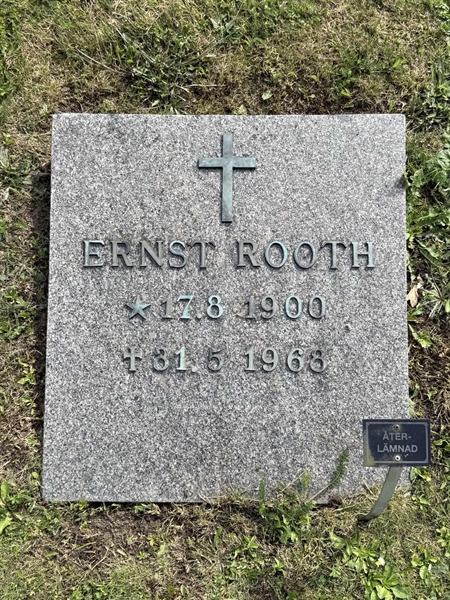 ERNST ROOTH
★ 17.8 1900
✝ 31.5 1968
ÅTER-
LÄMNAD